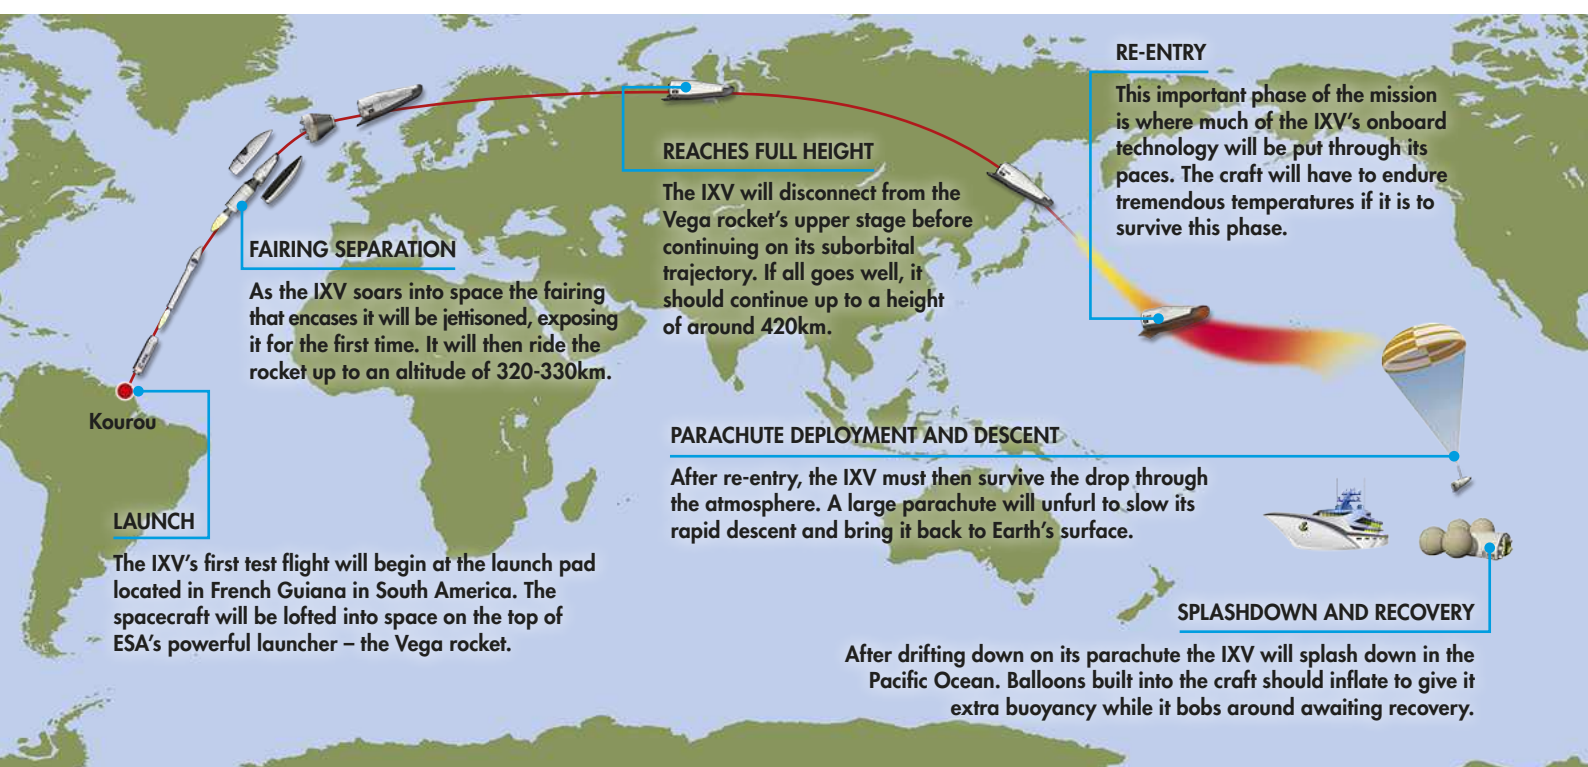 Kourou
LAUNCH
The IXV’s first test flight will begin at the launch pad
located in French Guiana in South America. The
spacecraft will be lofted into space on the top of
ESA’s powerful launcher – the Vega rocket.
FAIRING SEPARATION
As the IXV soars into space the fairing
that encases it will be jettisoned, exposing
it for the first time. It will then ride the
rocket up to an altitude of 320-330km.
REACHES FULL HEIGHT
The IXV will disconnect from the
Vega rocket’s upper stage before
continuing on its suborbital
trajectory. If all goes well, it
should continue up to a height
of around 420km.
RE-ENTRY
This important phase of the mission
is where much of the IXV’s onboard
technology will be put through its
paces. The craft will have to endure
tremendous temperatures if it is to
survive this phase.
PARACHUTE DEPLOYMENT AND DESCENT
After re-entry, the IXV must then survive the drop through
the atmosphere. A large parachute will unfurl to slow its
rapid descent and bring it back to Earth’s surface.
SPLASHDOWN AND RECOVERY
After drifting down on its parachute the IXV will splash down in the
Pacific Ocean. Balloons built into the craft should inflate to give it
extra buoyancy while it bobs around awaiting recovery.